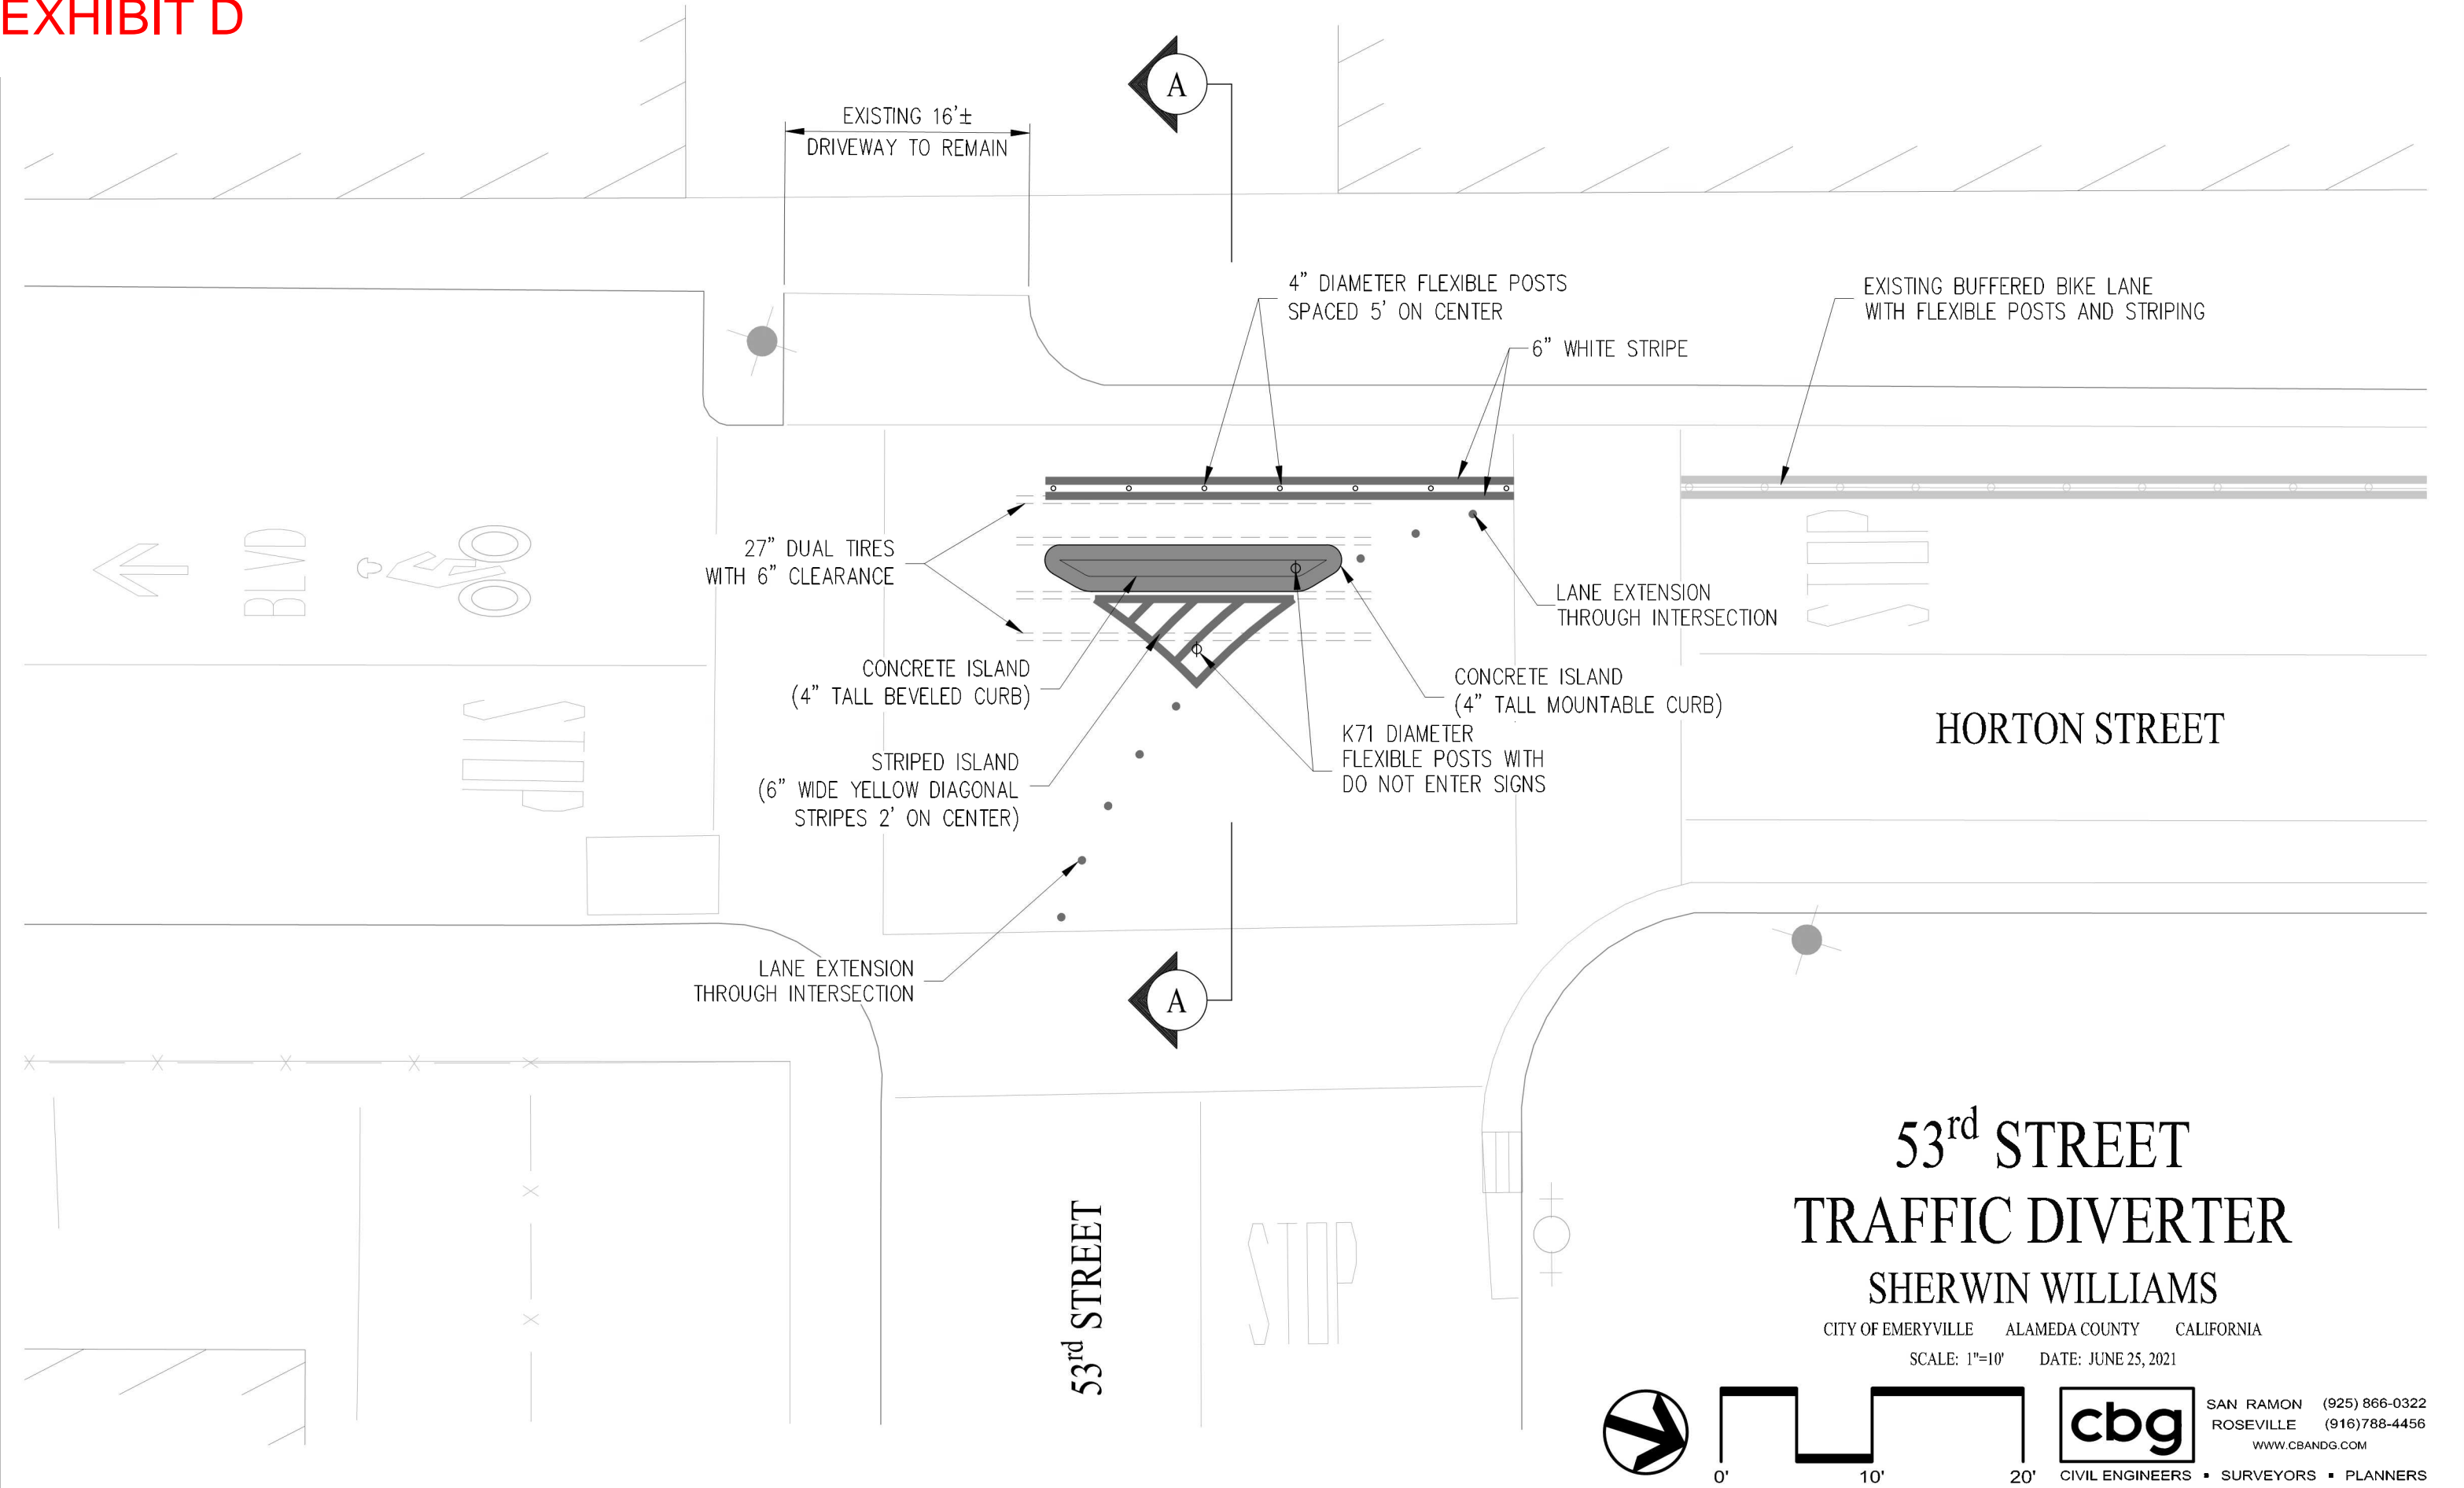 EXHIBIT D
A
EXISTING 16'±
DRIVEWAY TO REMAIN
4" DIAMETER FLEXIBLE POSTS
SPACED 5' ON CENTER
EXISTING BUFFERED BIKE LANE
WITH FLEXIBLE POSTS AND STRIPING
6" WHITE STRIPE
BLVD
STOP
27" DUAL TIRES
WITH 6" CLEARANCE
LANE EXTENSION
THROUGH INTERSECTION
CONCRETE ISLAND
(4" TALL BEVELED CURB)
CONCRETE ISLAND
(4" TALL MOUNTABLE CURB)
HORTON STREET
STOP
K71 DIAMETER
FLEXIBLE POSTS WITH
DO NOT ENTER SIGNS
STRIPED ISLAND
(6" WIDE YELLOW DIAGONAL
STRIPES 2' ON CENTER)
LANE EXTENSION
THROUGH INTERSECTION
A
53rd STREET
STOP
53rd STREET
TRAFFIC DIVERTER
SHERWIN WILLIAMS
CITY OF EMERYVILLE ALAMEDA COUNTY CALIFORNIA
SCALE: 1"=10' DATE: JUNE 25, 2021
0' 10' 20'
cbg
SAN RAMON (925) 866-0322
ROSEVILLE (916)788-4456
WWW.CBANDG.COM
CIVIL ENGINEERS ▪ SURVEYORS ▪ PLANNERS